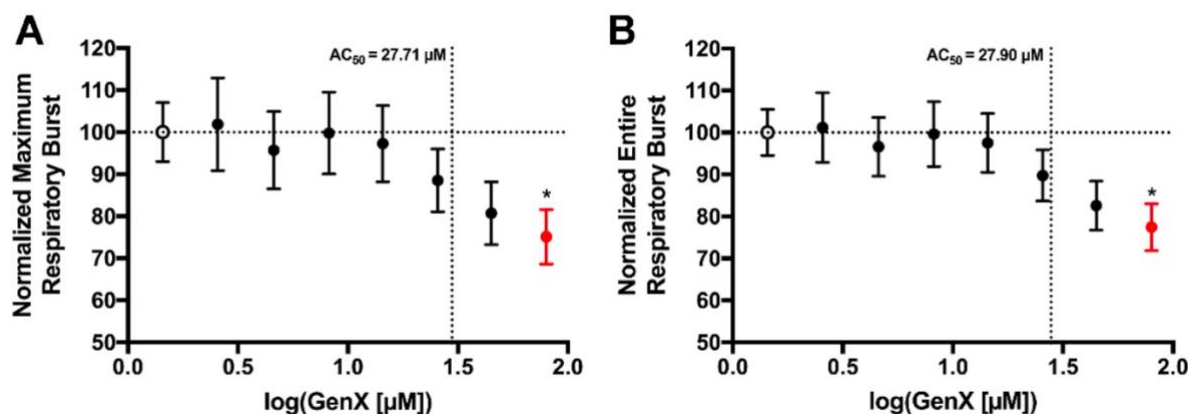 A
Normalized Maximum
Respiratory Burst
120
110
100
90
80
70
60
50
AC50 = 27.71 µM
*
0.0 0.5 1.0 1.5 2.0
log(GenX [µM])
B
Normalized Entire
Respiratory Burst
120
110
100
90
80
70
60
50
AC50 = 27.90 µM
*
0.0 0.5 1.0 1.5 2.0
log(GenX [µM])